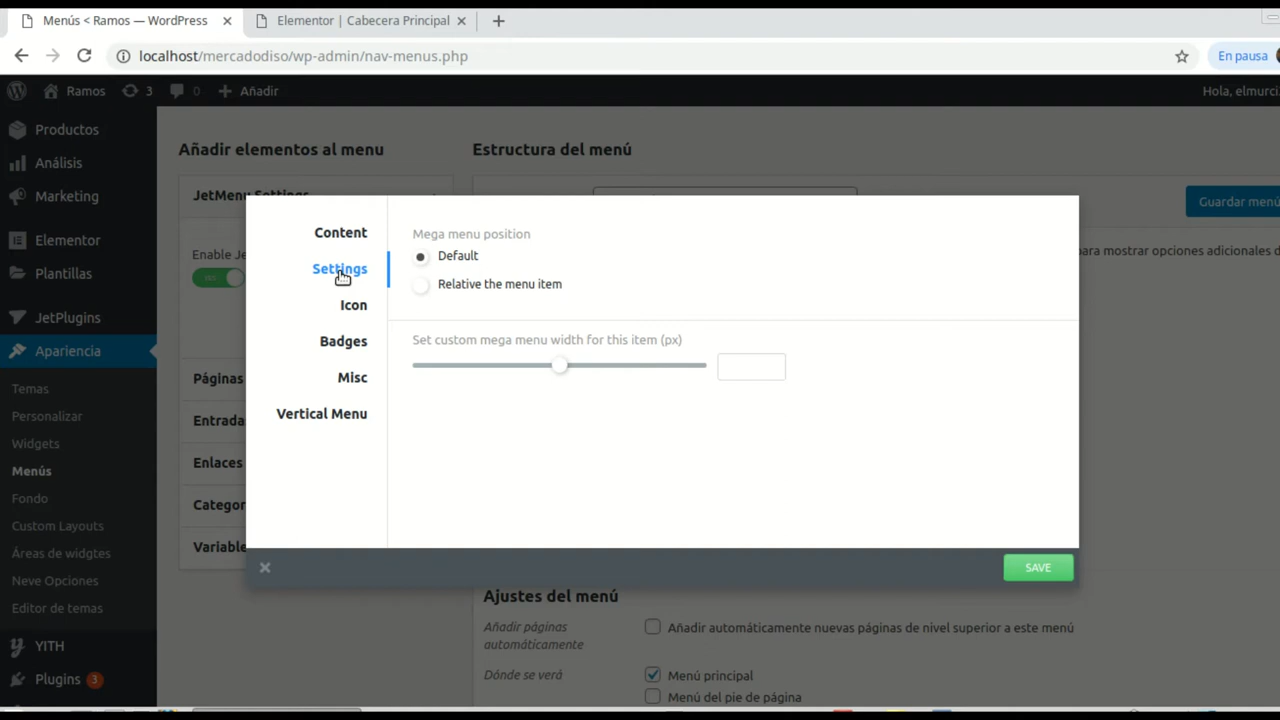 Menús < Ramos — WordPress
Elementor | Cabecera Principal
localhost/mercadodiso/wp-admin/nav-menus.php
En pausa
Ramos
3
0
Añadir
Hola, elmurci
Productos
Análisis
Marketing
Elementor
Plantillas
JetPlugins
Apariencia
Temas
Personalizar
Widgets
Menús
Fondo
Custom Layouts
Áreas de widgtes
Neve Opciones
Editor de temas
YITH
Plugins 3
Añadir elementos al menu
JetMenu Settings
Enable Je
YES
Páginas
Entrada
Enlaces
Categor
Variable
Estructura del menú
Guardar menú
para mostrar opciones adicionales d
Content
Settings
Icon
Badges
Misc
Vertical Menu
Mega menu position
Default
Relative the menu item
Set custom mega menu width for this item (px)
SAVE
Ajustes del menú
Añadir páginas
automáticamente
Añadir automáticamente nuevas páginas de nivel superior a este menú
Dónde se verá
Menú principal
Menú del pie de página